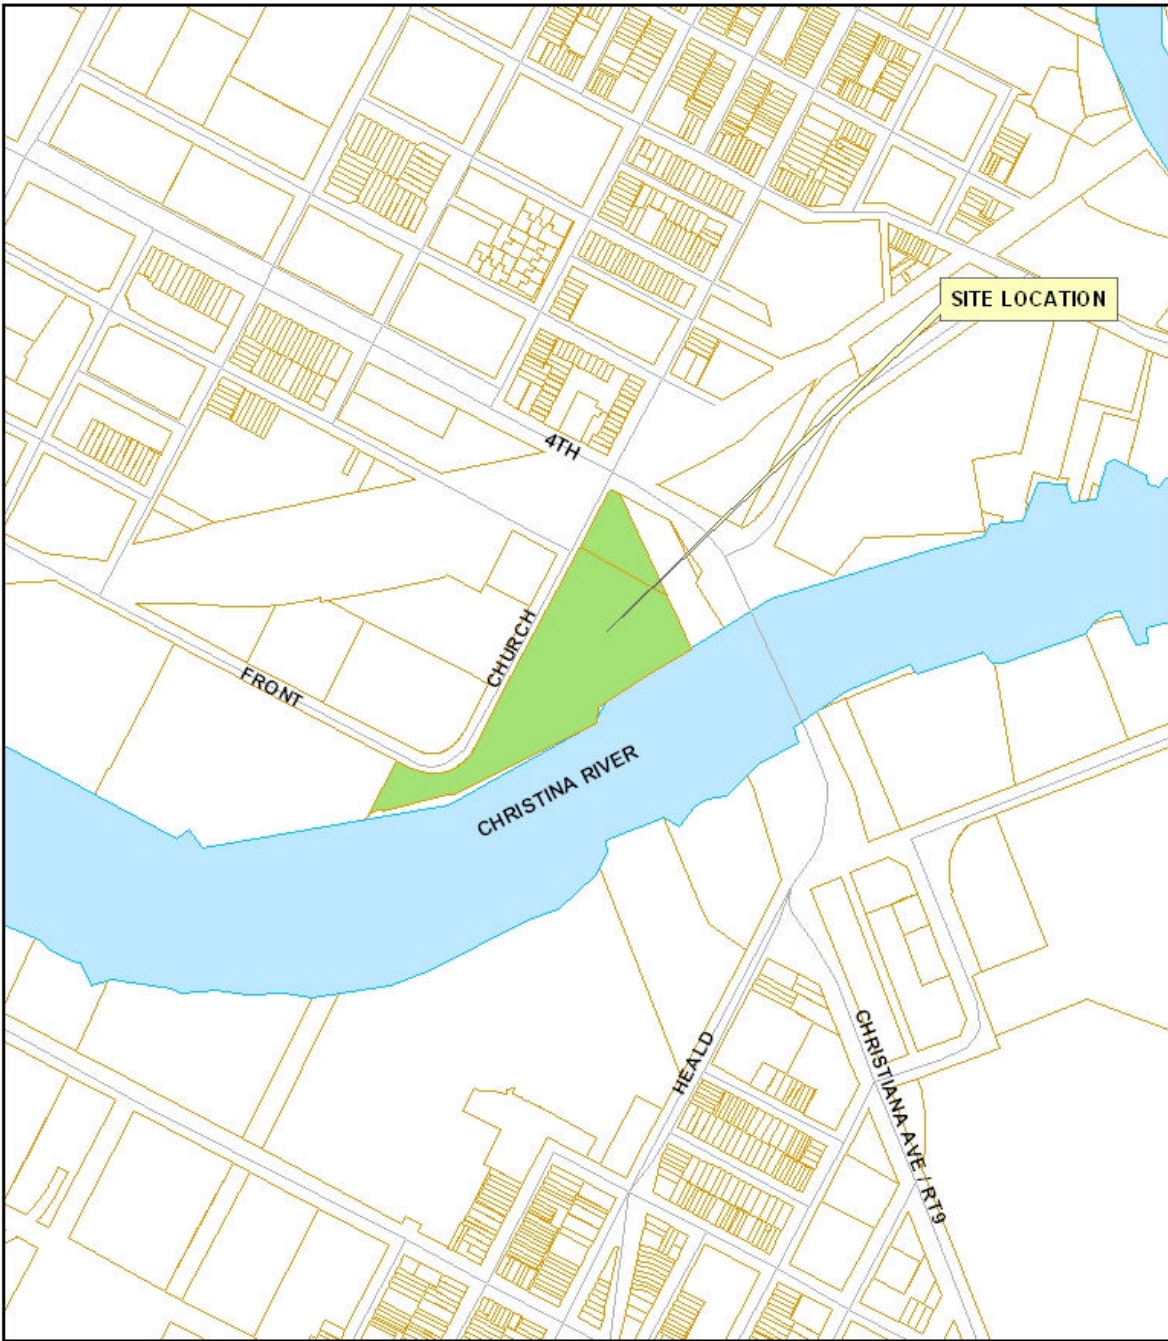 SITE LOCATION
4TH
CHURCH
FRONT
CHRISTINA RIVER
HEALD
CHRISTIANA AVE / RT9